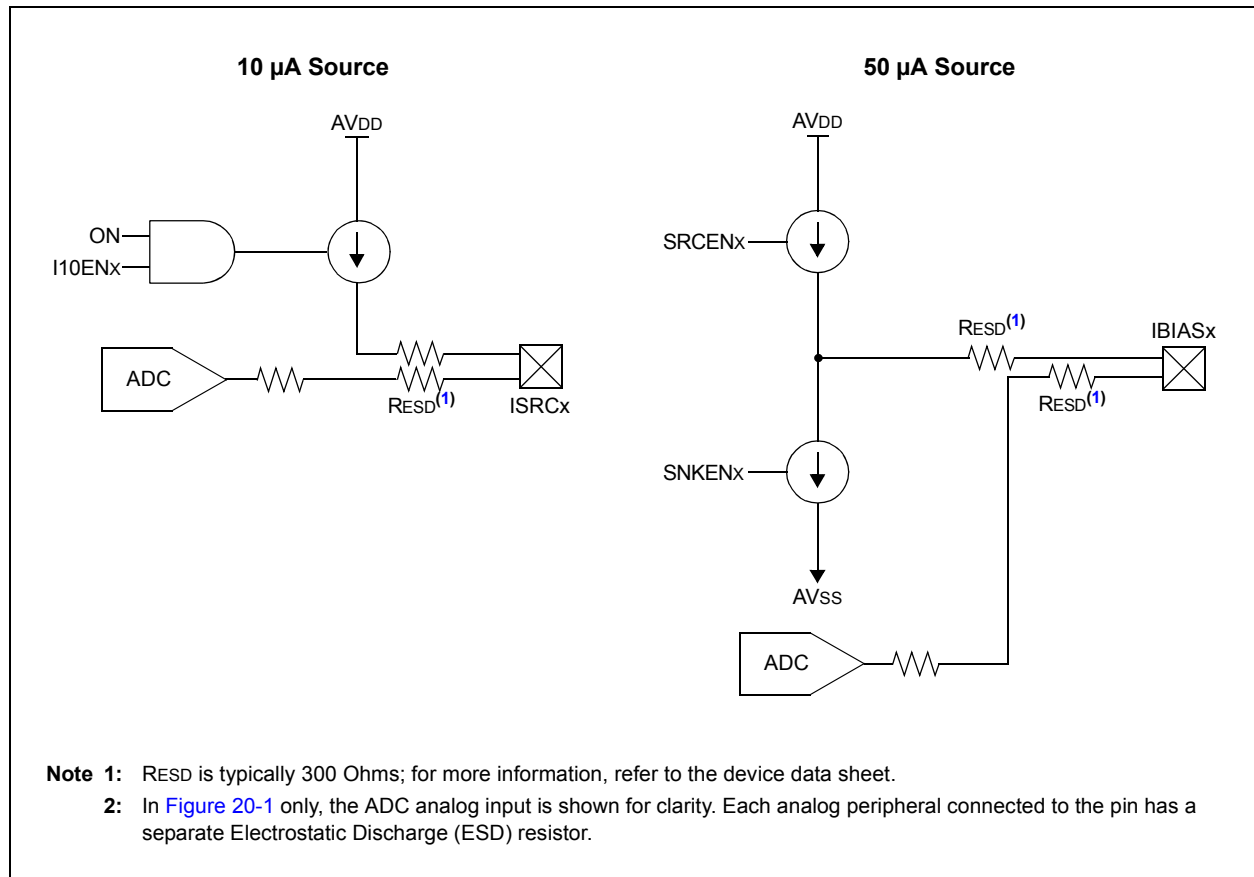 10 µA Source
AVDD
ON
I10ENx
ADC
RESD(1)
ISRCx
50 µA Source
AVDD
SRCENx
RESD(1)
IBIASx
RESD(1)
SNKENx
AVSS
ADC
Note 1: RESD is typically 300 Ohms; for more information, refer to the device data sheet.
2: In Figure 20-1 only, the ADC analog input is shown for clarity. Each analog peripheral connected to the pin has a
separate Electrostatic Discharge (ESD) resistor.